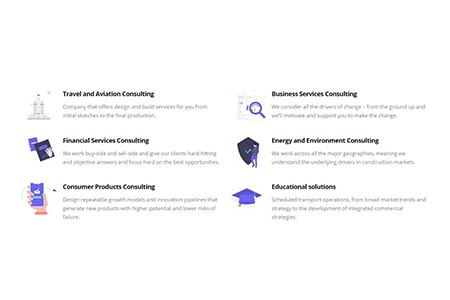 Travel and Aviation Consulting
Company that offers design and build services for you from
initial sketches to the final production.
Business Services Consulting
We consider all the drivers of change – from the ground up and
we'll motivate and support you to make the change.
Financial Services Consulting
We work buy-side and sell-side and give our clients hard-hitting
and objective answers and focus hard on the best opportunities.
Energy and Environment Consulting
We work across all the major geographies, meaning we
understand the underlying drivers in construction markets.
Consumer Products Consulting
Design repeatable growth models and innovation pipelines that
generate new products with higher potential and lower risks of
failure.
Educational solutions
Scheduled transport operations, from broad market trends and
strategy to the development of integrated commercial
strategies.